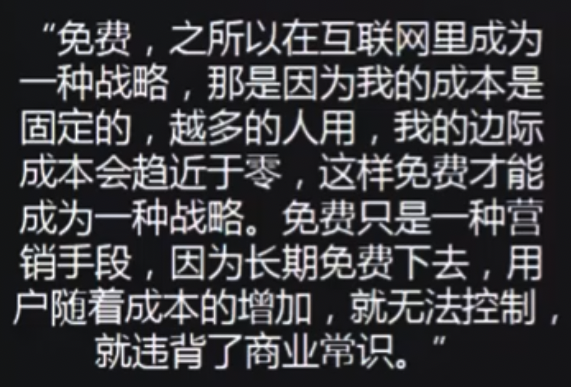 “免费，之所以在互联网里成为
一种战略，那是因为我的成本是
固定的，越多的人用，我的边际
成本会趋近于零，这样免费才能
成为一种战略。免费只是一种营
销手段，因为长期免费下去，用
户随着成本的增加，就无法控制，
就违背了商业常识。”